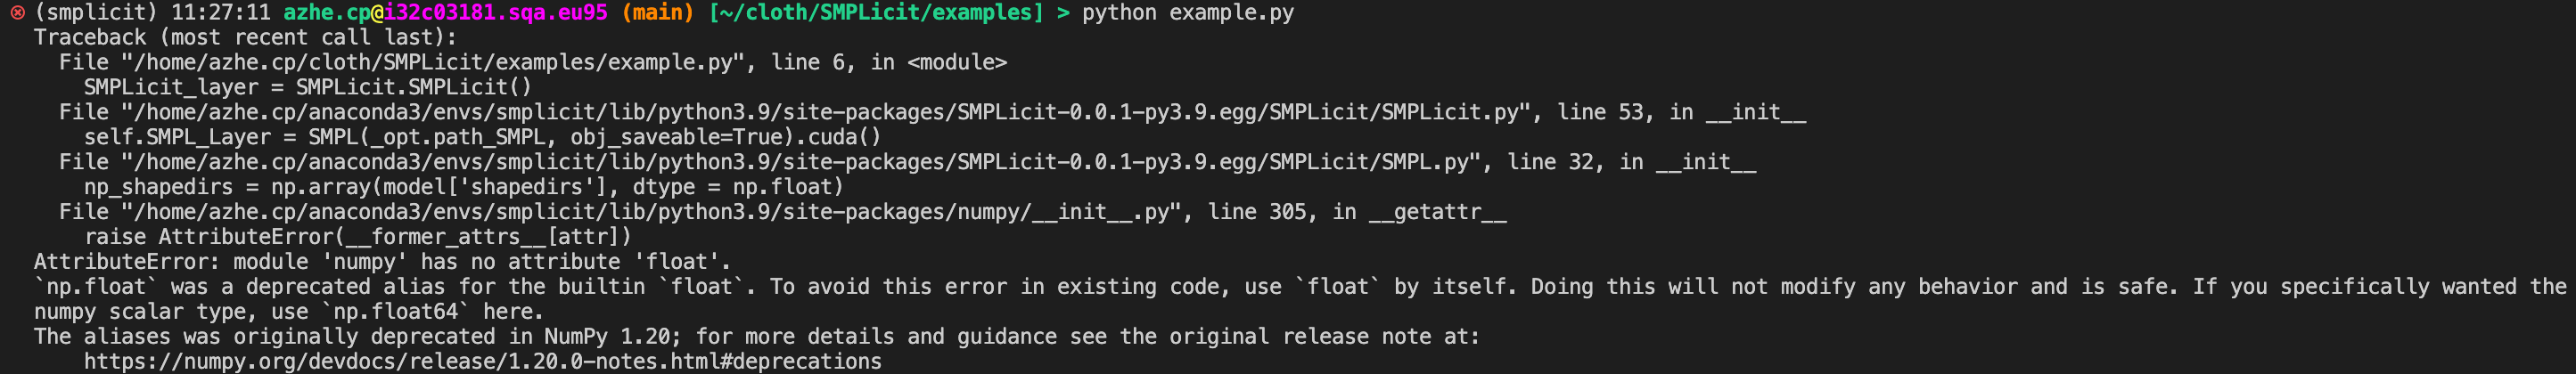 (smplicit) 11:27:11 azhe.cp@i32c03181.sqa.eu95 (main) [~/cloth/SMPLicit/examples] > python example.py
Traceback (most recent call last):
  File "/home/azhe.cp/cloth/SMPLicit/examples/example.py", line 6, in <module>
    SMPLicit_layer = SMPLicit.SMPLicit()
  File "/home/azhe.cp/anaconda3/envs/smplicit/lib/python3.9/site-packages/SMPLicit-0.0.1-py3.9.egg/SMPLicit/SMPLicit.py", line 53, in __init__
    self.SMPL_Layer = SMPL(_opt.path_SMPL, obj_saveable=True).cuda()
  File "/home/azhe.cp/anaconda3/envs/smplicit/lib/python3.9/site-packages/SMPLicit-0.0.1-py3.9.egg/SMPLicit/SMPL.py", line 32, in __init__
    np_shapedirs = np.array(model['shapedirs'], dtype = np.float)
  File "/home/azhe.cp/anaconda3/envs/smplicit/lib/python3.9/site-packages/numpy/__init__.py", line 305, in __getattr__
    raise AttributeError(__former_attrs__[attr])
AttributeError: module 'numpy' has no attribute 'float'.
`np.float` was a deprecated alias for the builtin `float`. To avoid this error in existing code, use `float` by itself. Doing this will not modify any behavior and is safe. If you specifically wanted the
numpy scalar type, use `np.float64` here.
The aliases was originally deprecated in NumPy 1.20; for more details and guidance see the original release note at:
    https://numpy.org/devdocs/release/1.20.0-notes.html#deprecations